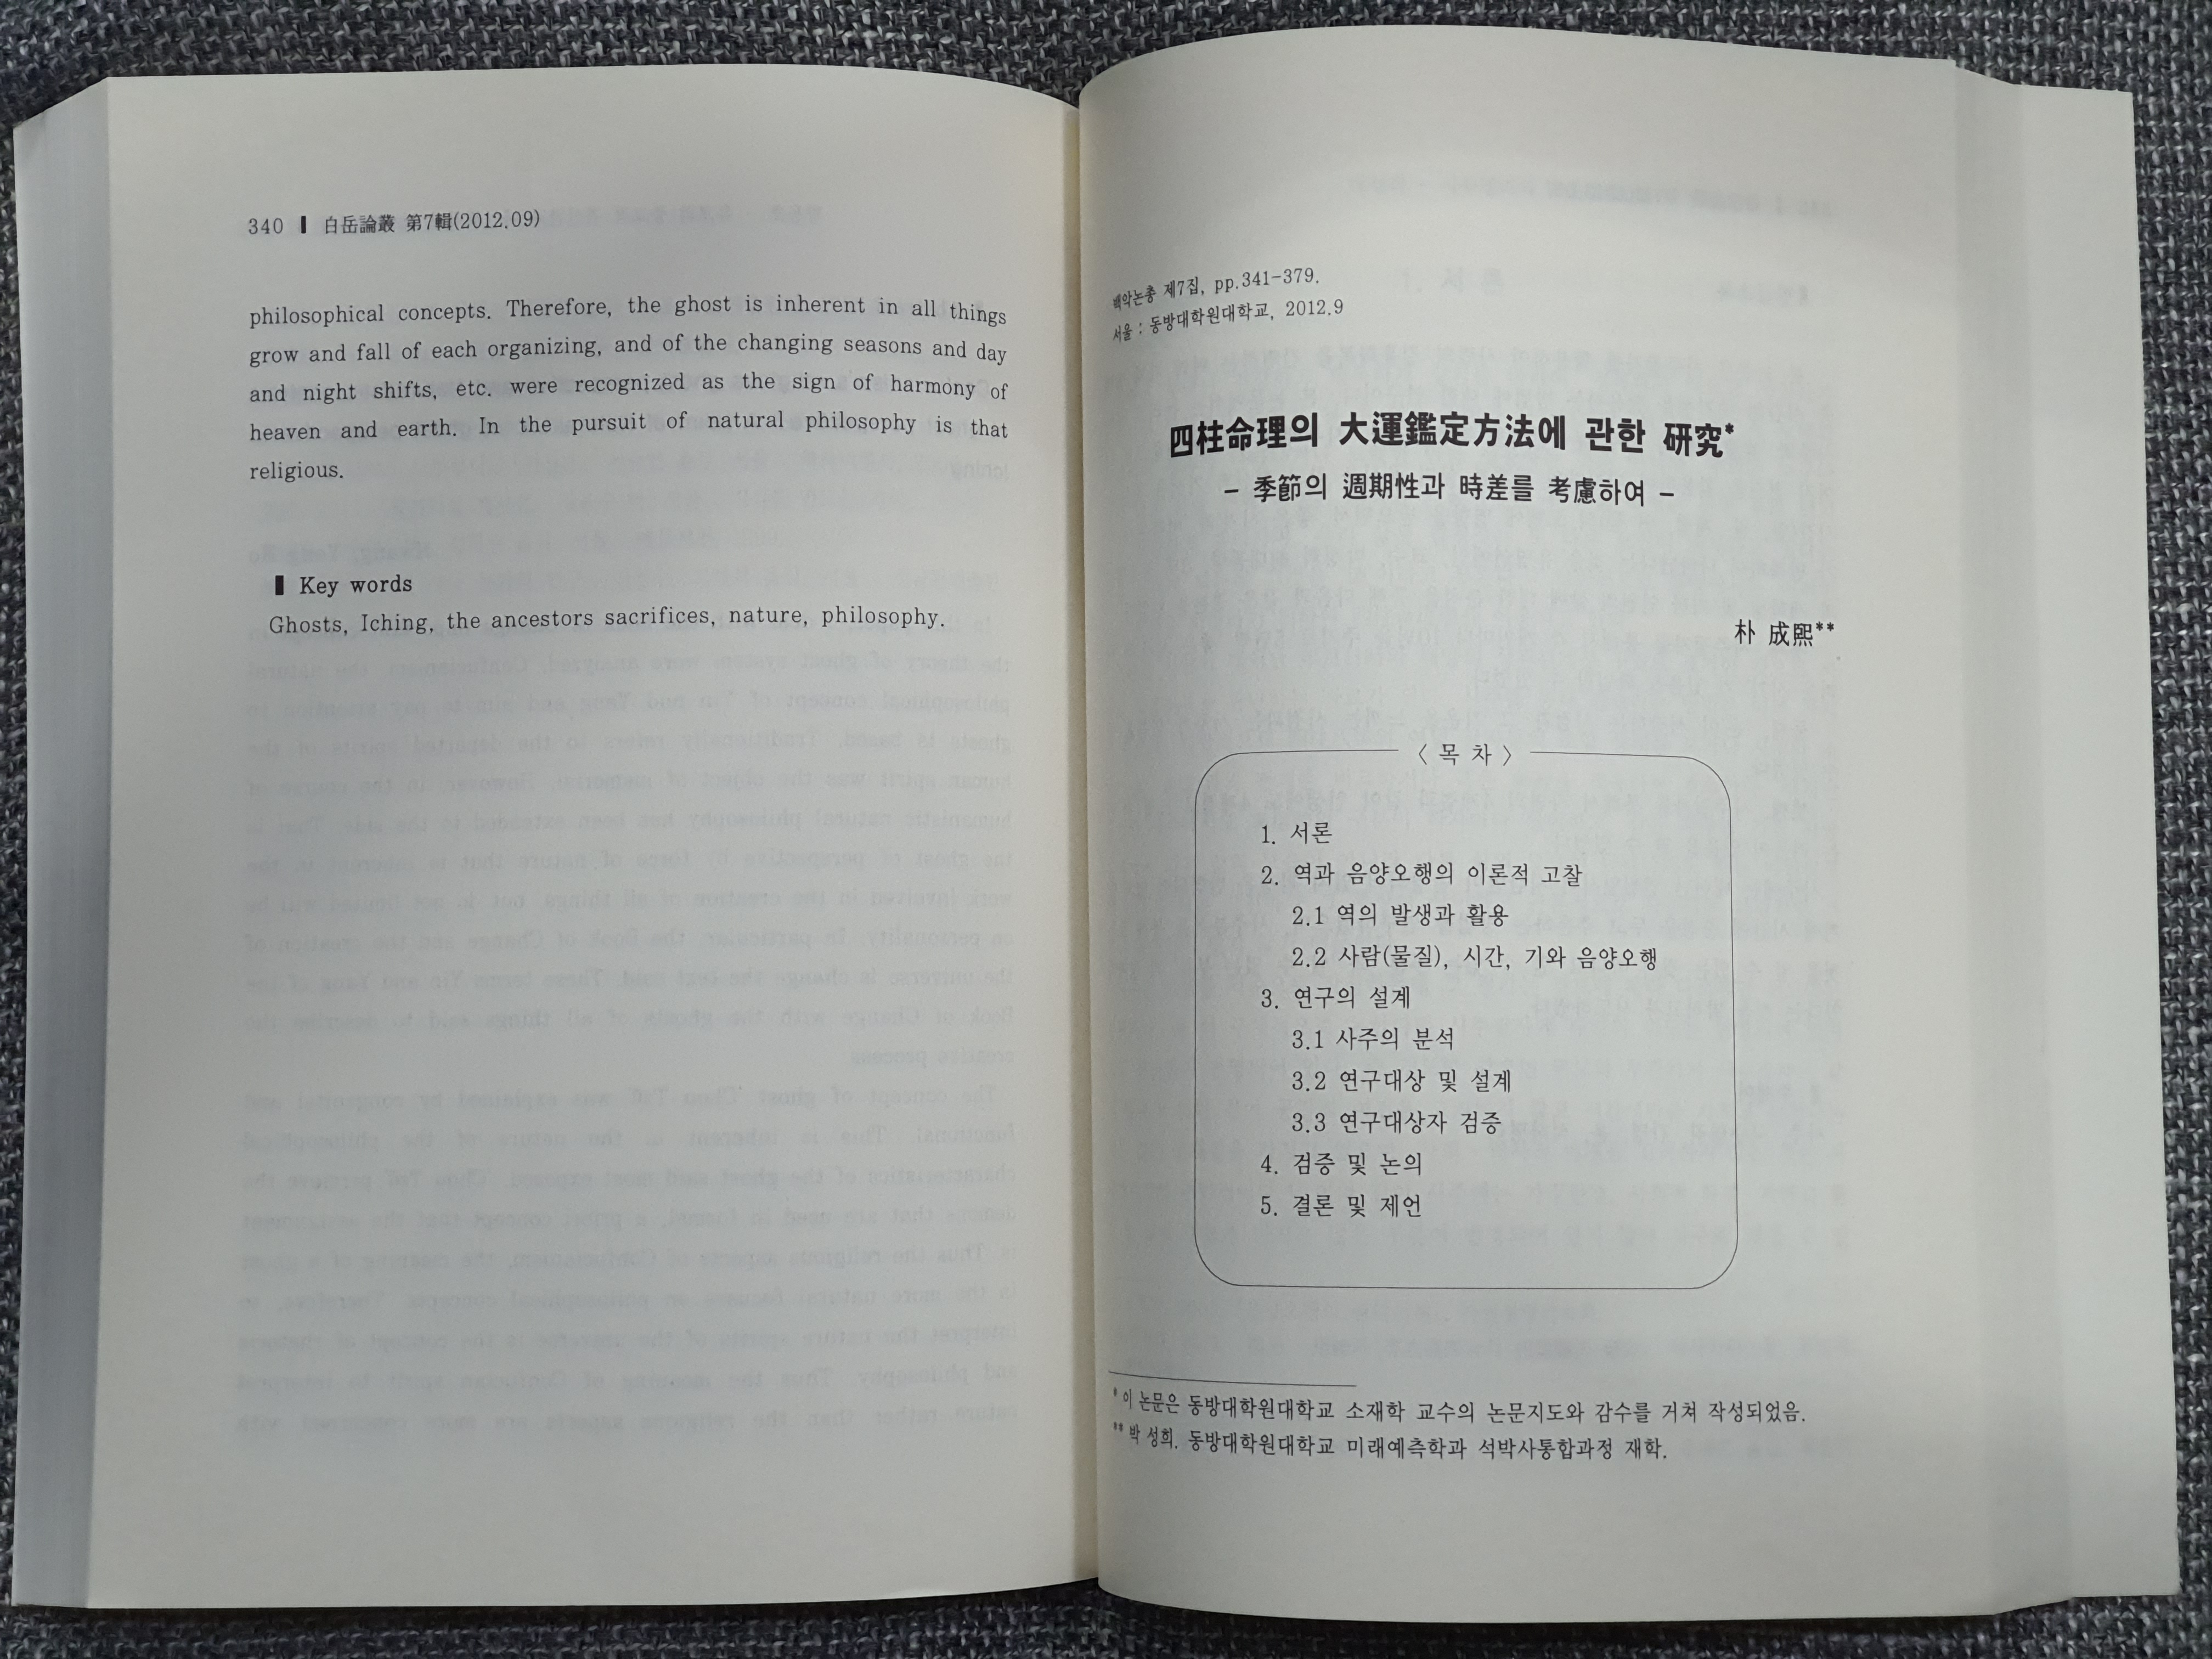 340 ▌ 白岳論叢 第7輯(2012.09)
philosophical concepts. Therefore, the ghost is inherent in all things
grow and fall of each organizing, and of the changing seasons and day
and night shifts, etc. were recognized as the sign of harmony of
heaven and earth. In the pursuit of natural philosophy is that
religious.
▌ Key words
Ghosts, Iching, the ancestors sacrifices, nature, philosophy.
백악논총 제7집, pp.341-379.
서울 : 동방대학원대학교, 2012.9
四柱命理의 大運鑑定方法에 관한 研究*
- 季節의 週期性과 時差를 考慮하여 -
朴 成熙**
〈 목 차 〉
1. 서론
2. 역과 음양오행의 이론적 고찰
2.1 역의 발생과 활용
2.2 사람(물질), 시간, 기와 음양오행
3. 연구의 설계
3.1 사주의 분석
3.2 연구대상 및 설계
3.3 연구대상자 검증
4. 검증 및 논의
5. 결론 및 제언
* 이 논문은 동방대학원대학교 소재학 교수의 논문지도와 감수를 거쳐 작성되었음.
** 박 성희. 동방대학원대학교 미래예측학과 석박사통합과정 재학.